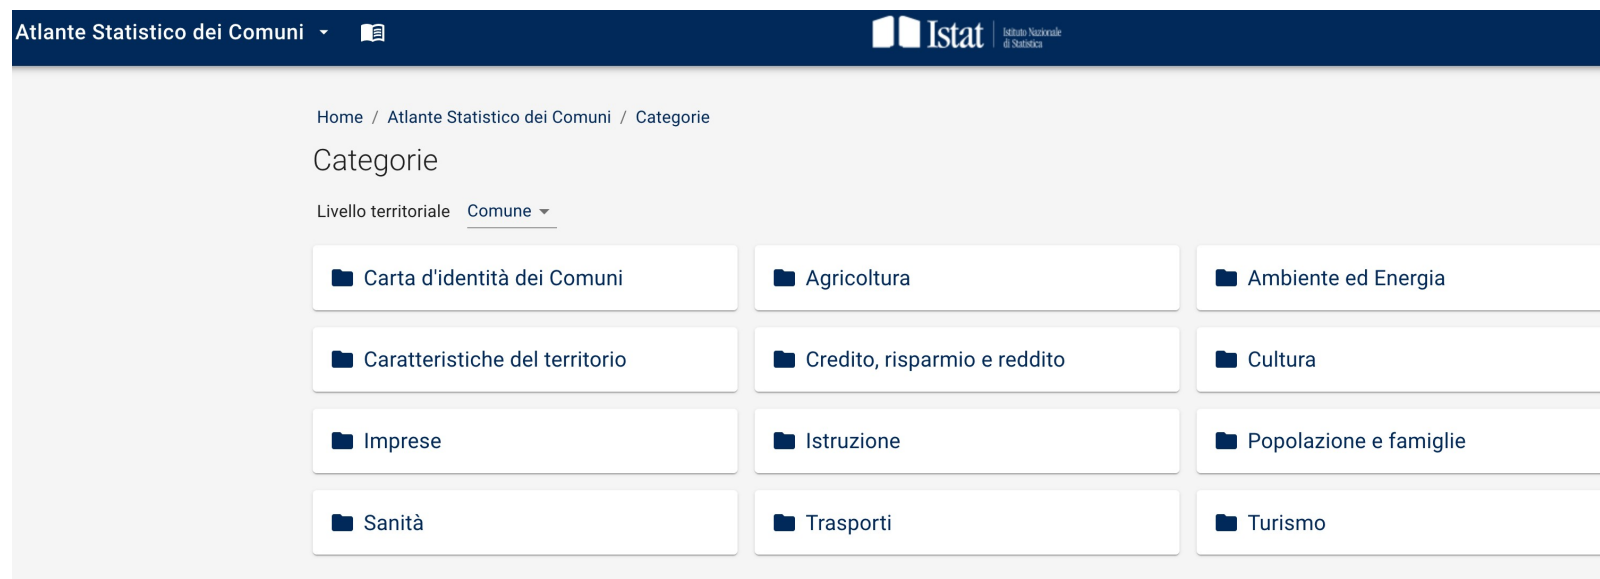 Atlante Statistico dei Comuni
Istat
Istituto Nazionale
di Statistica
Home / Atlante Statistico dei Comuni / Categorie
Categorie
Livello territoriale Comune
Carta d'identità dei Comuni
Agricoltura
Ambiente ed Energia
Caratteristiche del territorio
Credito, risparmio e reddito
Cultura
Imprese
Istruzione
Popolazione e famiglie
Sanità
Trasporti
Turismo